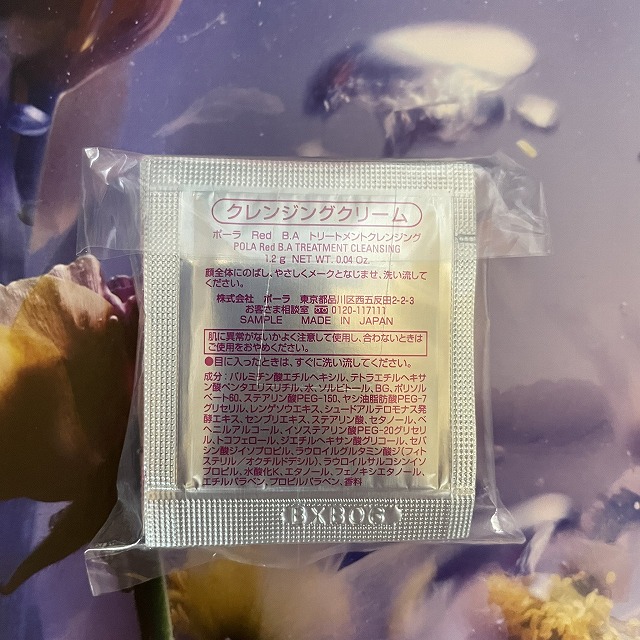 クレンジングクリーム
ポーラ Red B.A トリートメントクレンジング
POLA Red B.A TREATMENT CLEANSING
1.2g NET WT. 0.04 Oz.
顔全体にのばし、やさしくメークとなじませ、洗い流して
ください。
株式会社 ポーラ 東京都品川区西五反田2-2-3
お客さま相談室 0120-117111
SAMPLE MADE IN JAPAN
肌に異常がないかよく注意して使用し、合わないときは
ご使用をおやめください。
●目に入ったときは、すぐに洗い流してください。
成分:パルミチン酸エチルヘキシル、テトラエチルヘキサ
ン酸ペンタエリスリチル、水、ソルビトール、BG、ポリソル
ベート60、ステアリン酸PEG-150、ヤシ油脂肪酸PEG-7
グリセリル、レンゲソウエキス、シュードアルテロモナス発
酵エキス、センブリエキス、ステアリン酸、セタノール、ベ
ヘニルアルコール、イソステアリン酸PEG-20グリセリ
ル、トコフェロール、ジエチルヘキサン酸グリコール、セバシ
ン酸ジイソプロピル、ラウロイルグルタミン酸ジ(フィト
ステリル/オクチルドデシル)、ラウロイルサルコシンイソ
プロピル、水酸化K、エタノール、フェノキシエタノール、
エチルパラベン、プロピルパラベン、香料
BXB06